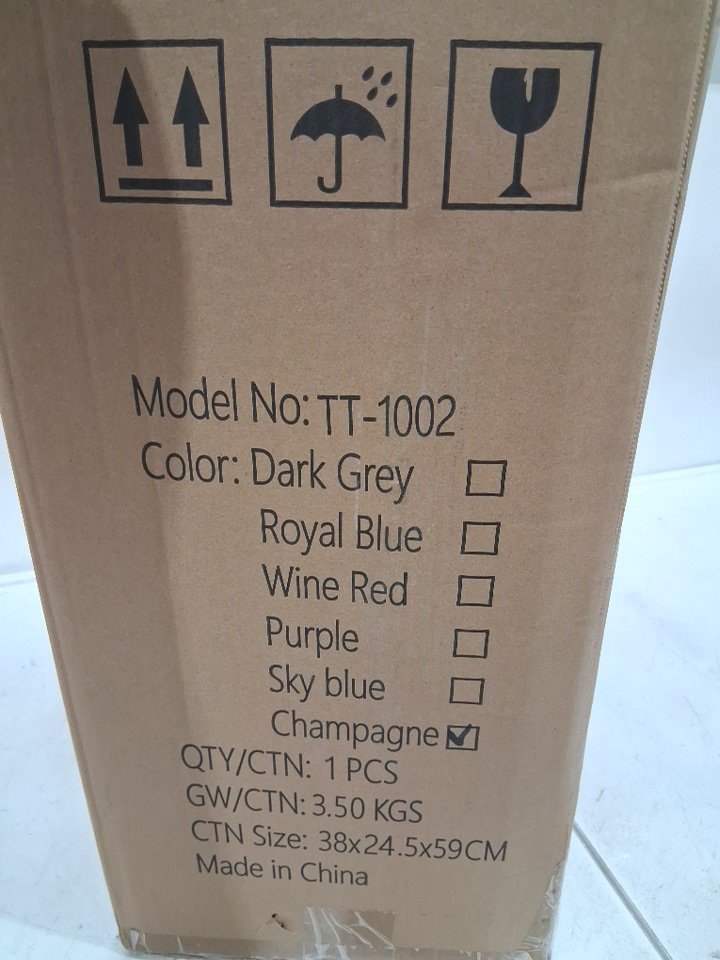 Model No: TT-1002
Color: Dark Grey
Royal Blue
Wine Red
Purple
Sky blue
Champagne
QTY/CTN: 1 PCS
GW/CTN: 3.50 KGS
CTN Size: 38x24.5x59CM
Made in China